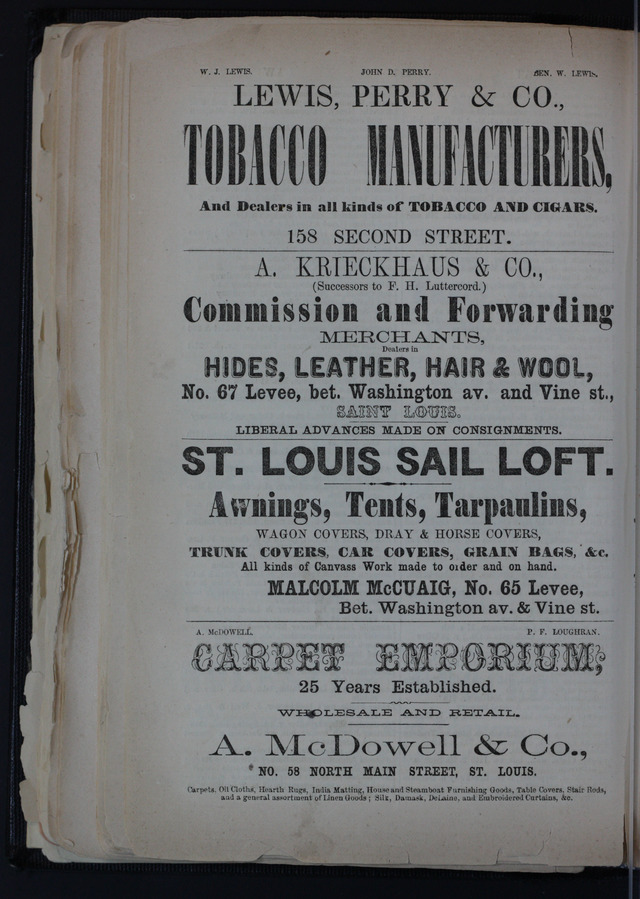 W. J. LEWIS. JOHN D. PERRY. BEN. W. LEWIS.
LEWIS, PERRY & CO.,
TOBACCO MANUFACTURERS,
And Dealers in all kinds of TOBACCO AND CIGARS.
158 SECOND STREET.
A. KRIECKHAUS & CO.,
(Successors to F. H. Luttercord.)
Commission and Forwarding
MERCHANTS,
Dealers in
HIDES, LEATHER, HAIR & WOOL,
No. 67 Levee, bet. Washington av. and Vine st.,
SAINT LOUIS.
LIBERAL ADVANCES MADE ON CONSIGNMENTS.
ST. LOUIS SAIL LOFT.
Awnings, Tents, Tarpaulins,
WAGON COVERS, DRAY & HORSE COVERS,
TRUNK COVERS, CAR COVERS, GRAIN BAGS, &c.
All kinds of Canvass Work made to order and on hand.
MALCOLM McCUAIG, No. 65 Levee,
Bet. Washington av. & Vine st.
A. McDOWELL. P. F. LOUGHRAN.
CARPET EMPORIUM,
25 Years Established.
WHOLESALE AND RETAIL.
A. McDowell & Co.,
NO. 58 NORTH MAIN STREET, ST. LOUIS.
Carpets, Oil Cloths, Hearth Rugs, India Matting, House and Steamboat Furnishing Goods, Table Covers, Stair Rods,
and a general assortment of Linen Goods; Silk, Damask, DeLaine, and Embroidered Curtains, &c.